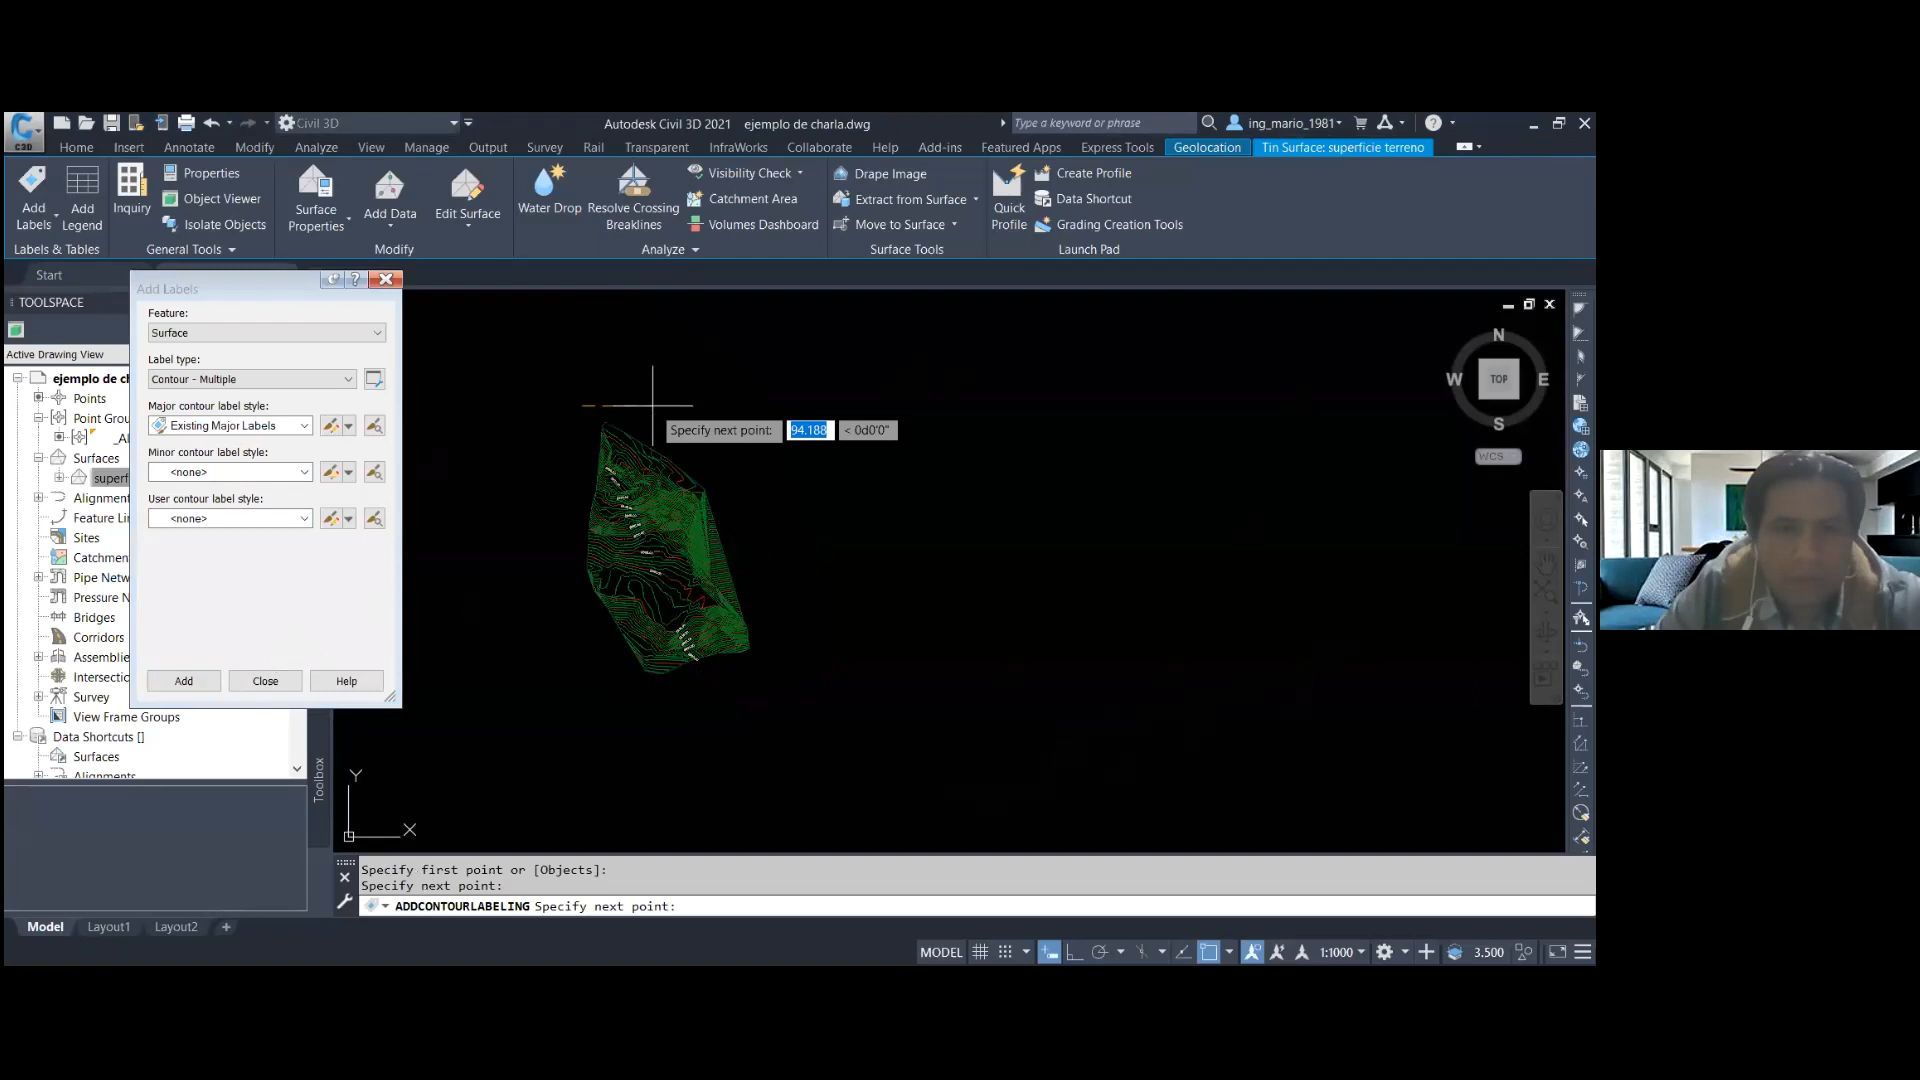 C3D
Civil 3D
Autodesk Civil 3D 2021 ejemplo de charla.dwg
Type a keyword or phrase
ing_mario_1981
Home Insert Annotate Modify Analyze View Manage Output Survey Rail Transparent InfraWorks Collaborate Help Add-ins Featured Apps Express Tools Geolocation Tin Surface: superficie terreno
Add Labels
Add Legend
Inquiry
Properties
Object Viewer
Isolate Objects
Surface Properties
Add Data
Edit Surface
Water Drop
Resolve Crossing Breaklines
Visibility Check
Catchment Area
Volumes Dashboard
Drape Image
Extract from Surface
Move to Surface
Quick Profile
Create Profile
Data Shortcut
Grading Creation Tools
Labels & Tables General Tools Modify Analyze Surface Tools Launch Pad
Start
TOOLSPACE
Active Drawing View
ejemplo de ch
Points
Point Grou
_Al
Surfaces
superf
Alignment
Feature Lin
Sites
Catchmen
Pipe Netw
Pressure N
Bridges
Corridors
Assemblie
Intersectic
Survey
View Frame Groups
Data Shortcuts []
Surfaces
Alignments
Toolbox
Add Labels
?
Feature:
Surface
Label type:
Contour - Multiple
Major contour label style:
Existing Major Labels
Minor contour label style:
<none>
User contour label style:
<none>
Add Close Help
Specify next point: 94.188 < 0d0'0"
N
W TOP E
S
WCS
Y
X
Specify first point or [Objects]:
Specify next point:
ADDCONTOURLABELING Specify next point:
Model Layout1 Layout2 +
MODEL 1:1000 3.500